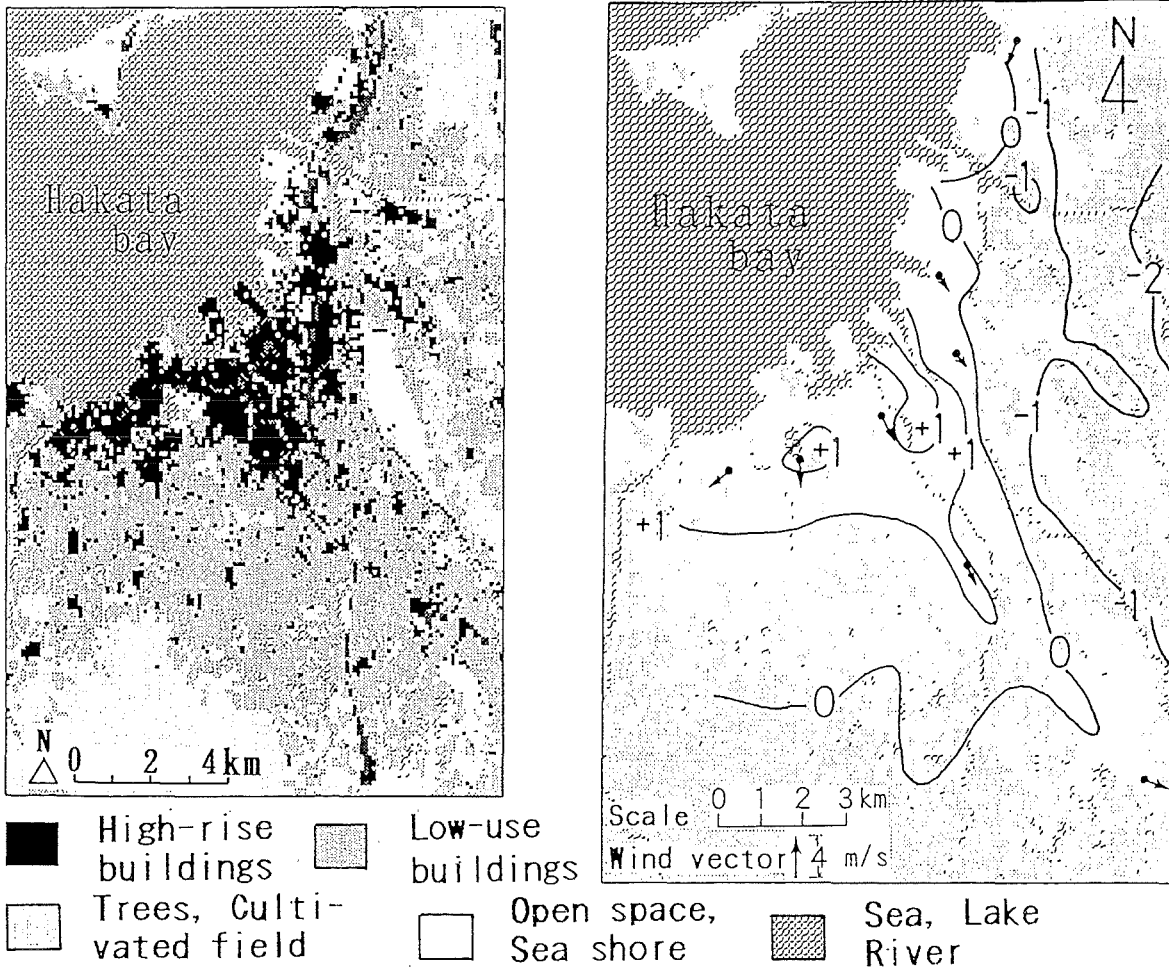 Hakata
bay
N
0 2 4km
High-rise
buildings
Low-use
buildings
Trees, Culti-
vated field
Open space,
Sea shore
Sea, Lake
River
N
4
-1
0
-1
0
Hakata
bay
-2
-1
+1
+1
+1
+1
-1
0
0
Scale 0 1 2 3 km
Wind vector 4 m/s